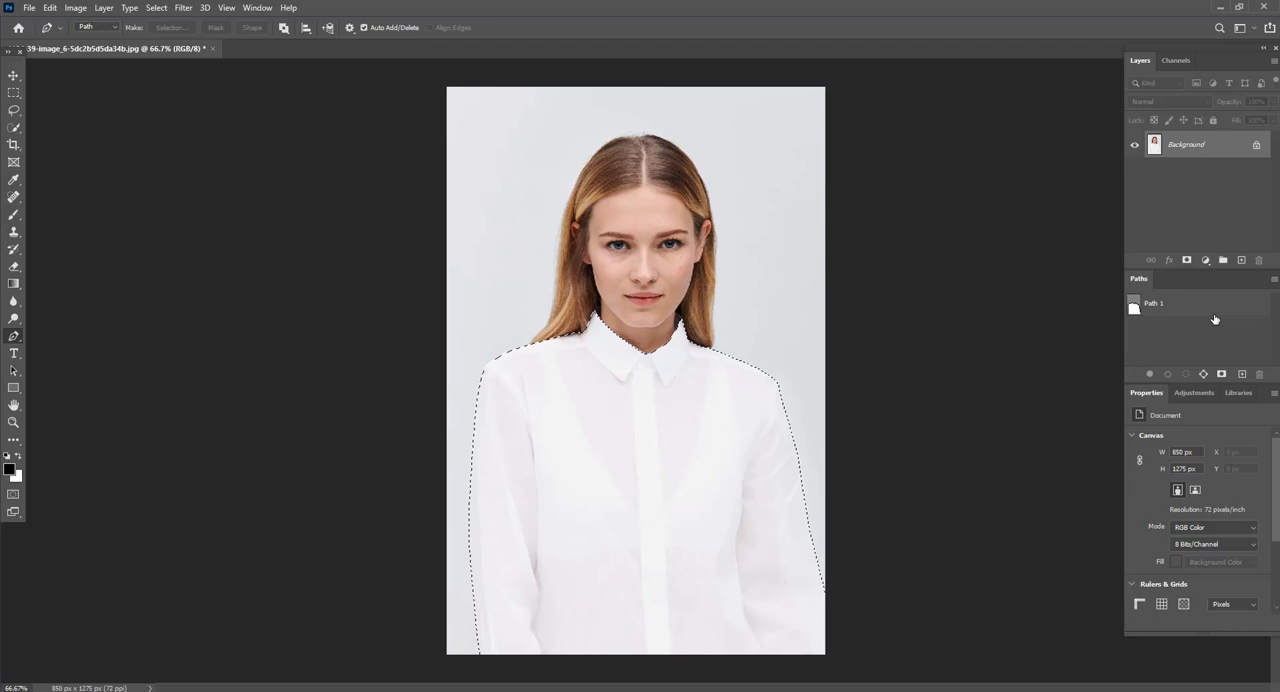 Ps File Edit Image Layer Type Select Filter 3D View Window Help
Path Make: Selection... Mask Shape Auto Add/Delete Align Edges
39-image_6-5dc2b5d5da34b.jpg @ 66.7% (RGB/8) * ×
Layers Channels
Kind
Normal Opacity: 100%
Lock: Fill: 100%
Background
fx
Paths
Path 1
Properties Adjustments Libraries
Document
Canvas
W 850 px X 0 px
H 1275 px Y 0 px
Resolution: 72 pixels/inch
Mode RGB Color
8 Bits/Channel
Fill Background Color
Rulers & Grids
Pixels
66.67% 850 px x 1275 px (72 ppi)